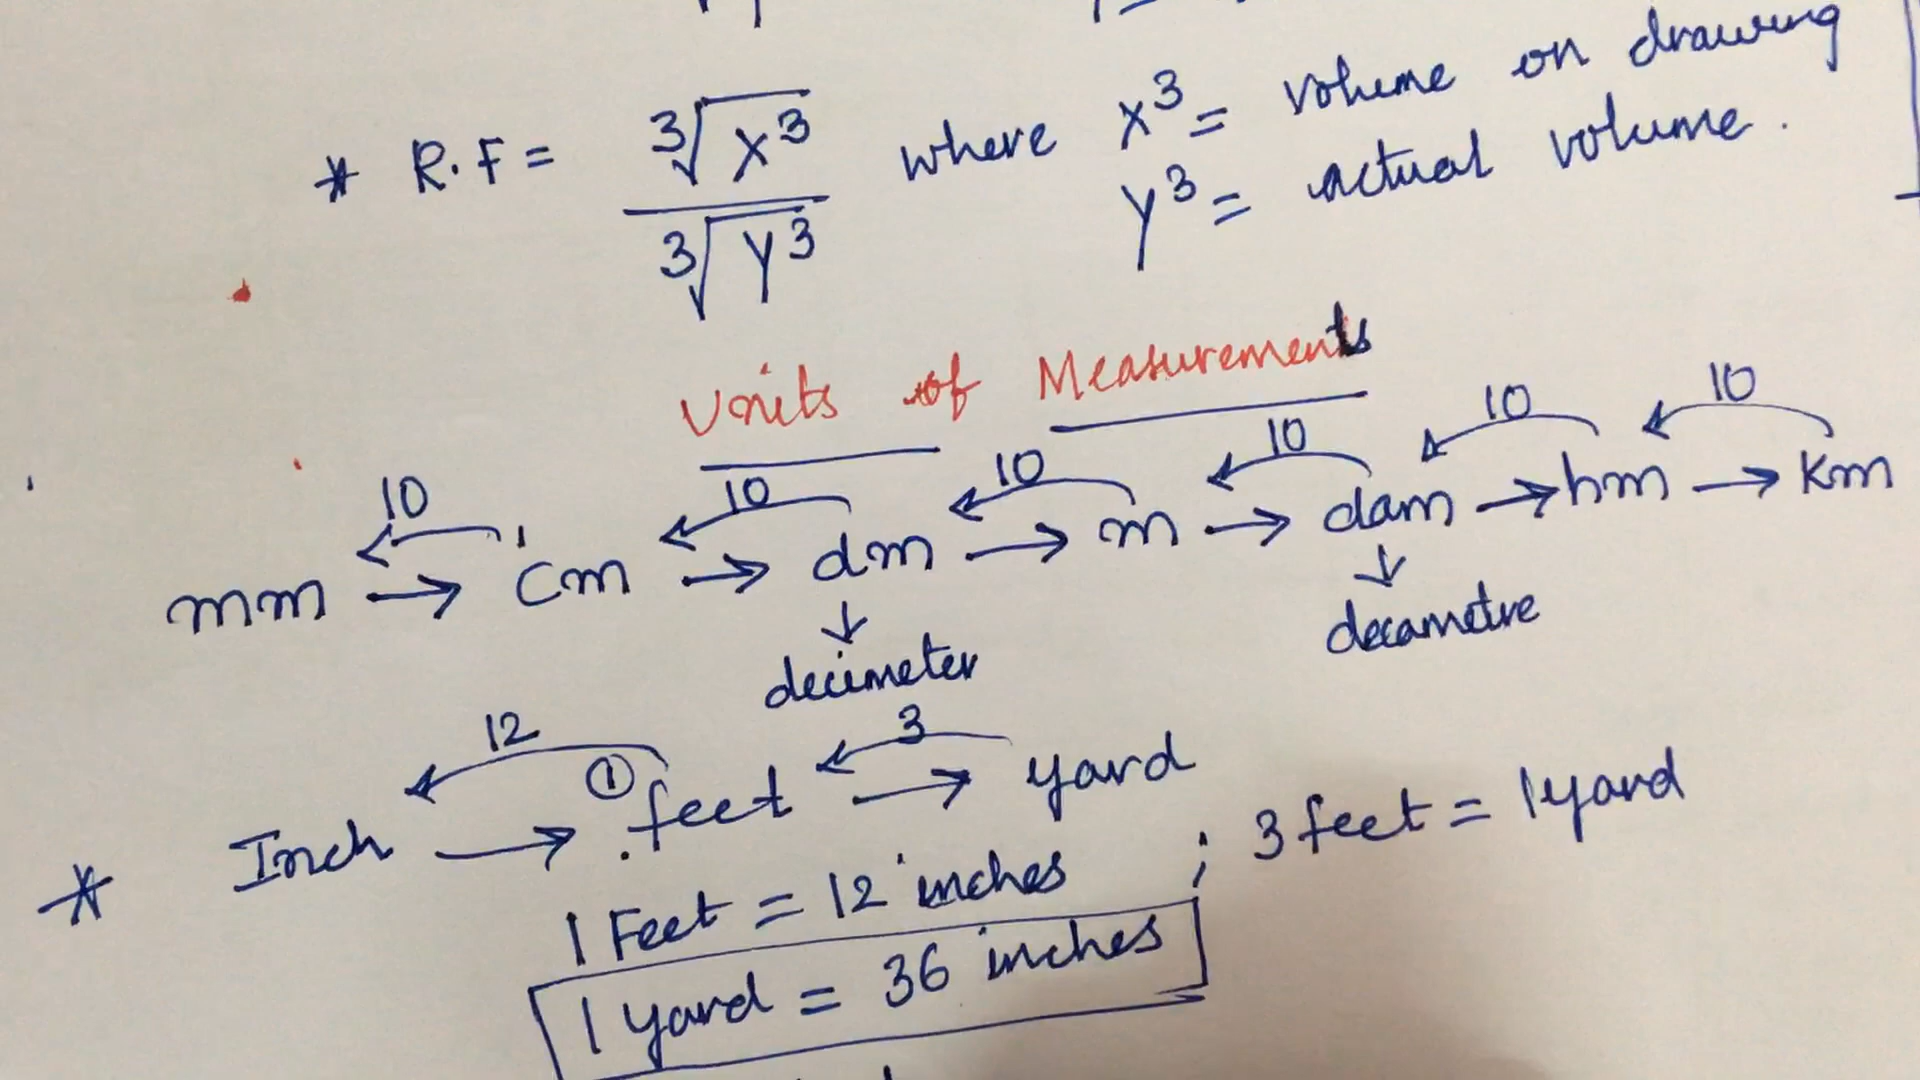 * R.F = ∛x³ / ∛y³ where x³ = volume on drawing
y³ = actual volume.
Units of Measurements
10 10 10 10 10 10
mm → cm → dm → m → dam → hm → km
decimeter decametre
12 3
* Inch → ① feet → yard
1 Feet = 12 inches ; 3 feet = 1yard
1 yard = 36 inches